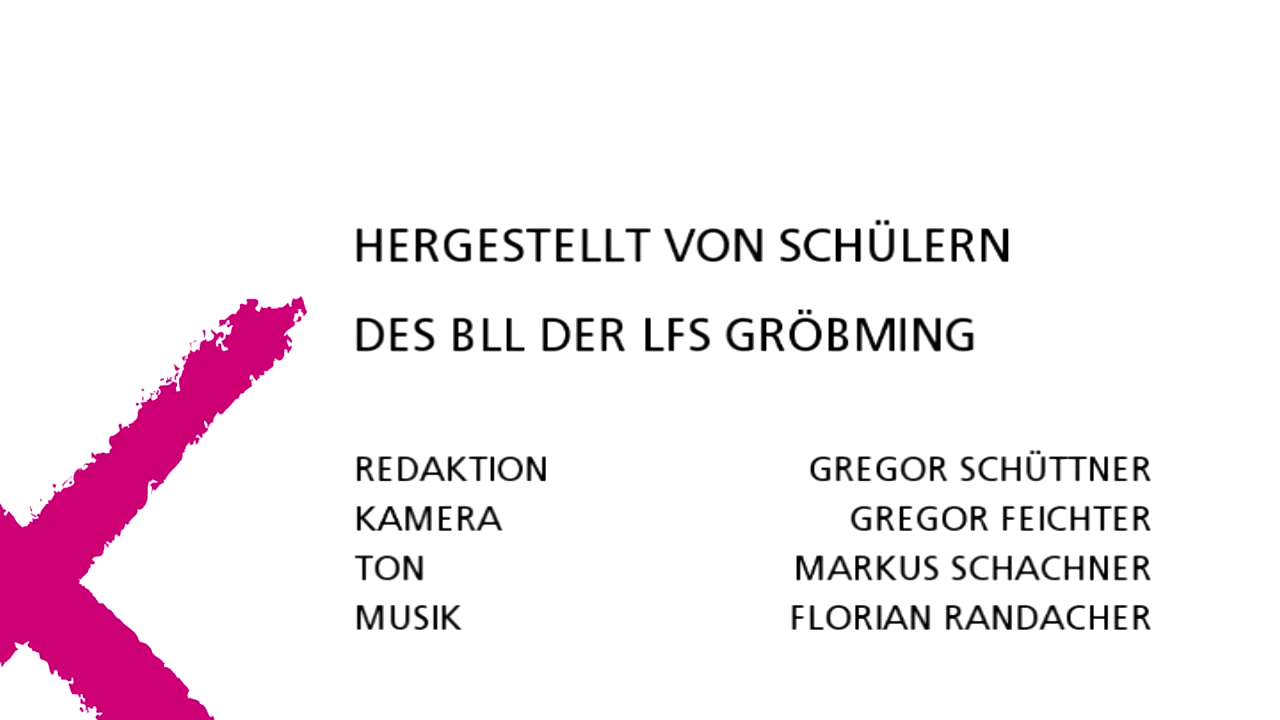 HERGESTELLT VON SCHÜLERN
DES BLL DER LFS GRÖBMING
REDAKTION GREGOR SCHÜTTNER
KAMERA GREGOR FEICHTER
TON MARKUS SCHACHNER
MUSIK FLORIAN RANDACHER